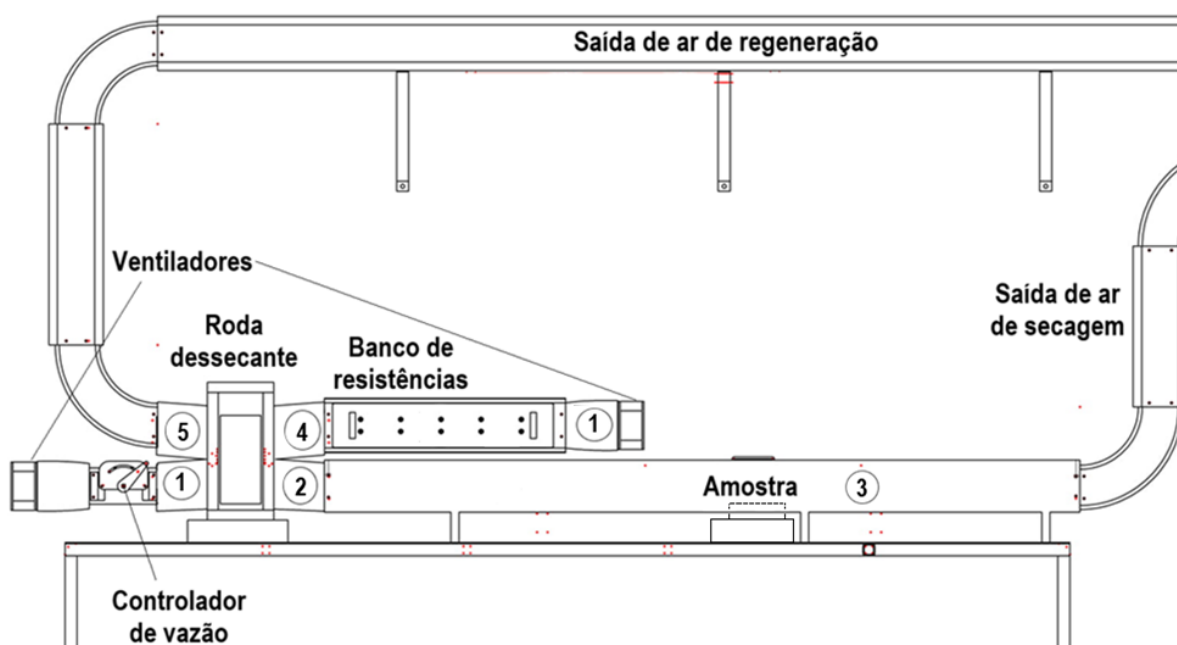 Saída de ar de regeneração
Ventiladores
Saída de ar
de secagem
Roda
dessecante
Banco de
resistências
5
4
1
1
2
Amostra
3
Controlador
de vazão